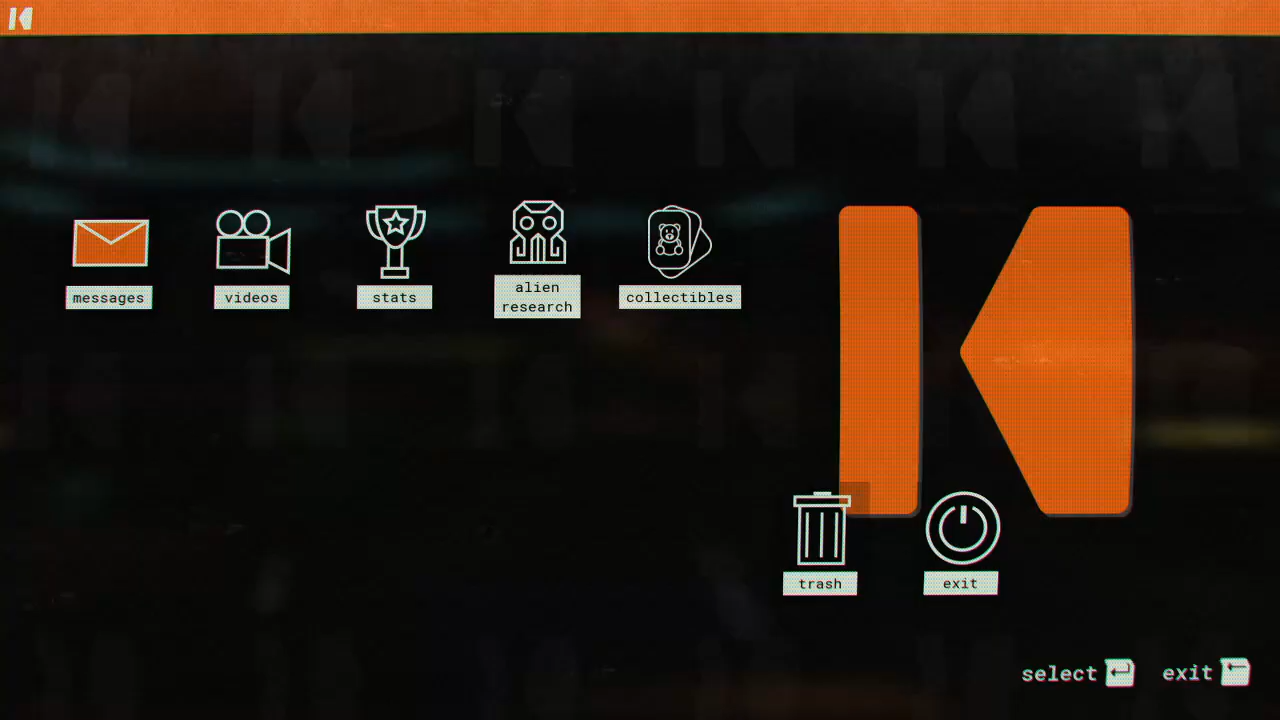 messages
videos
stats
alien
research
collectibles
trash
exit
select
exit